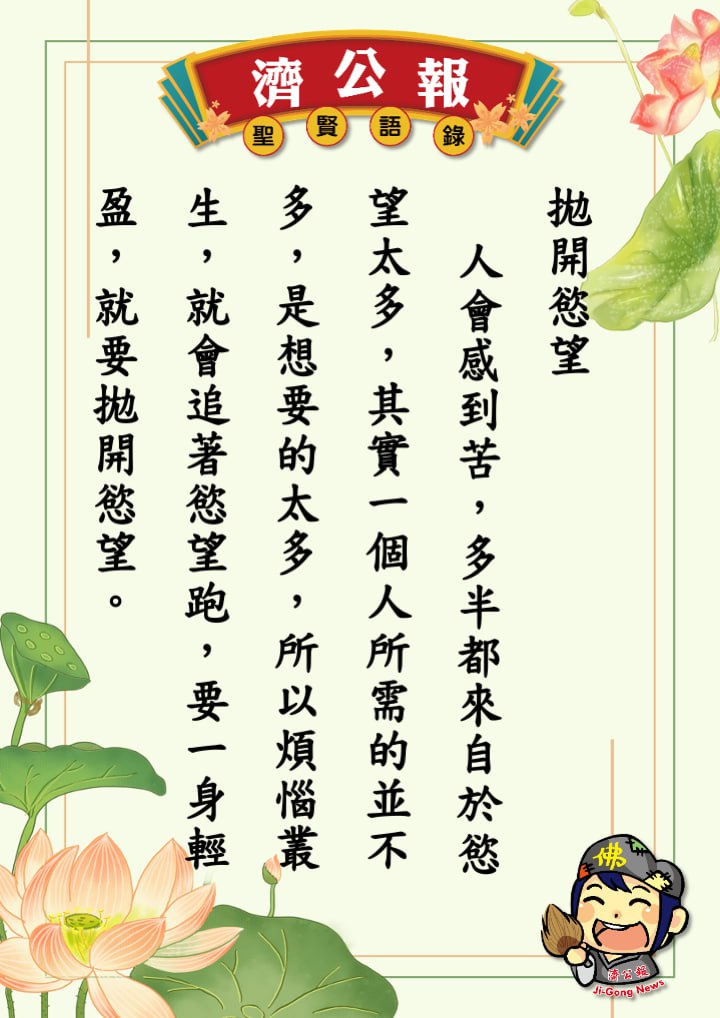 濟公報
聖賢語錄
拋開慾望
人會感到苦，多半都來自於慾
望太多，其實一個人所需的並不
多，是想要的太多，所以煩惱叢
生，就會追著慾望跑，要一身輕
盈，就要拋開慾望。
佛
濟公報
Ji-Gong News